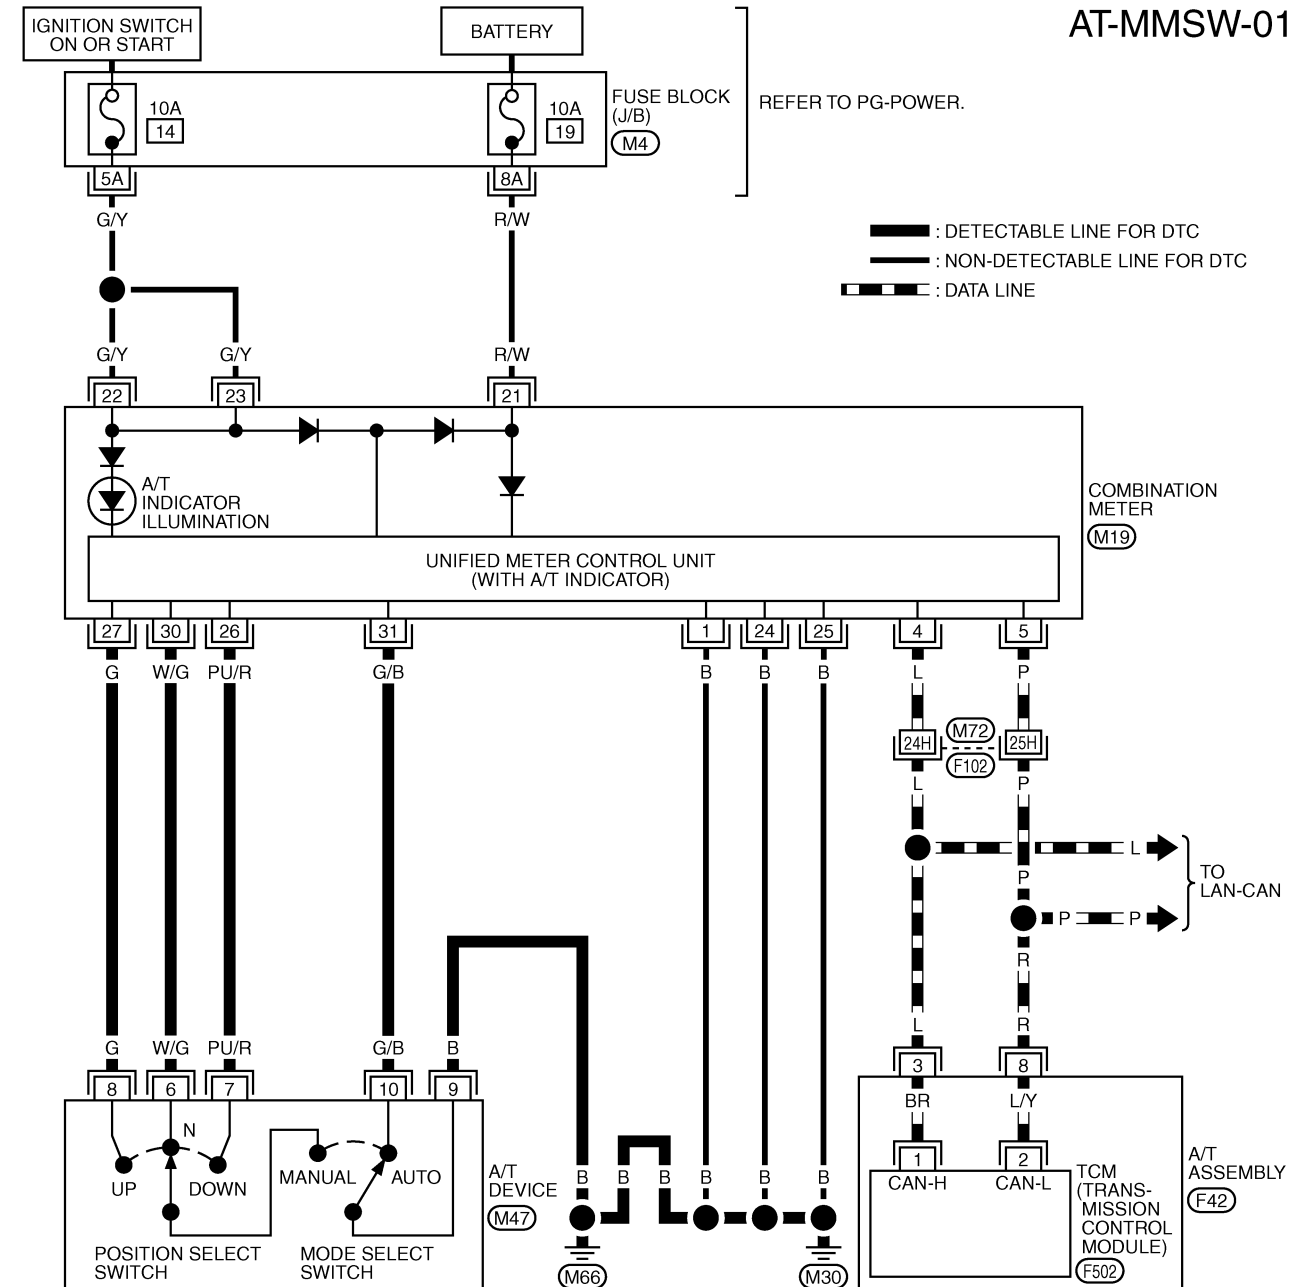 AT-MMSW-01
IGNITION SWITCH
ON OR START
BATTERY
10A
14
10A
19
FUSE BLOCK
(J/B)
M4
REFER TO PG-POWER.
5A
8A
G/Y
R/W
: DETECTABLE LINE FOR DTC
: NON-DETECTABLE LINE FOR DTC
: DATA LINE
G/Y
G/Y
R/W
22
23
21
A/T
INDICATOR
ILLUMINATION
COMBINATION
METER
M19
UNIFIED METER CONTROL UNIT
(WITH A/T INDICATOR)
27
30
26
31
1
24
25
4
5
G
W/G
PU/R
G/B
B
B
B
L
P
24H
M72
F102
25H
L
P
L
P
P
P
TO
LAN-CAN
R
L
R
G
W/G
PU/R
G/B
B
8
6
7
10
9
3
8
BR
L/Y
N
UP
DOWN
MANUAL
AUTO
POSITION SELECT
SWITCH
MODE SELECT
SWITCH
A/T
DEVICE
M47
B
B
B
B
B
B
M66
M30
1
2
CAN-H
CAN-L
TCM
(TRANS-
MISSION
CONTROL
MODULE)
F502
A/T
ASSEMBLY
F42